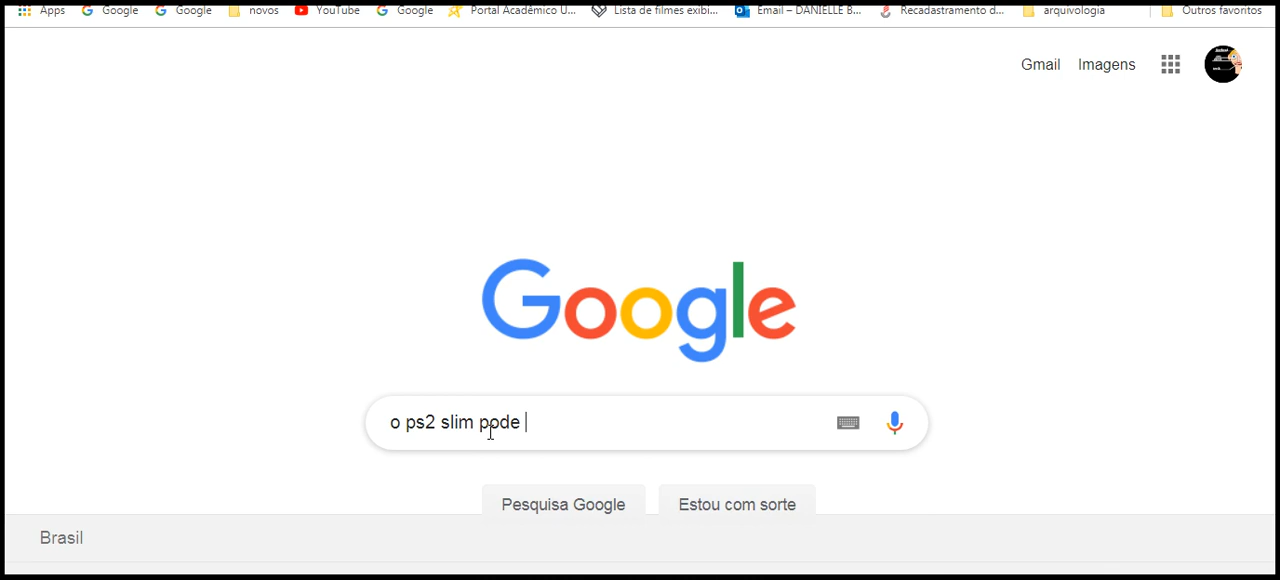 Apps Google Google novos YouTube Google Portal Acadêmico U... Lista de filmes exibi... Email – DANIELLE B... Recadastramento d... arquivologia Outros favoritos
Gmail Imagens
Google
o ps2 slim pode
Pesquisa Google Estou com sorte
Brasil